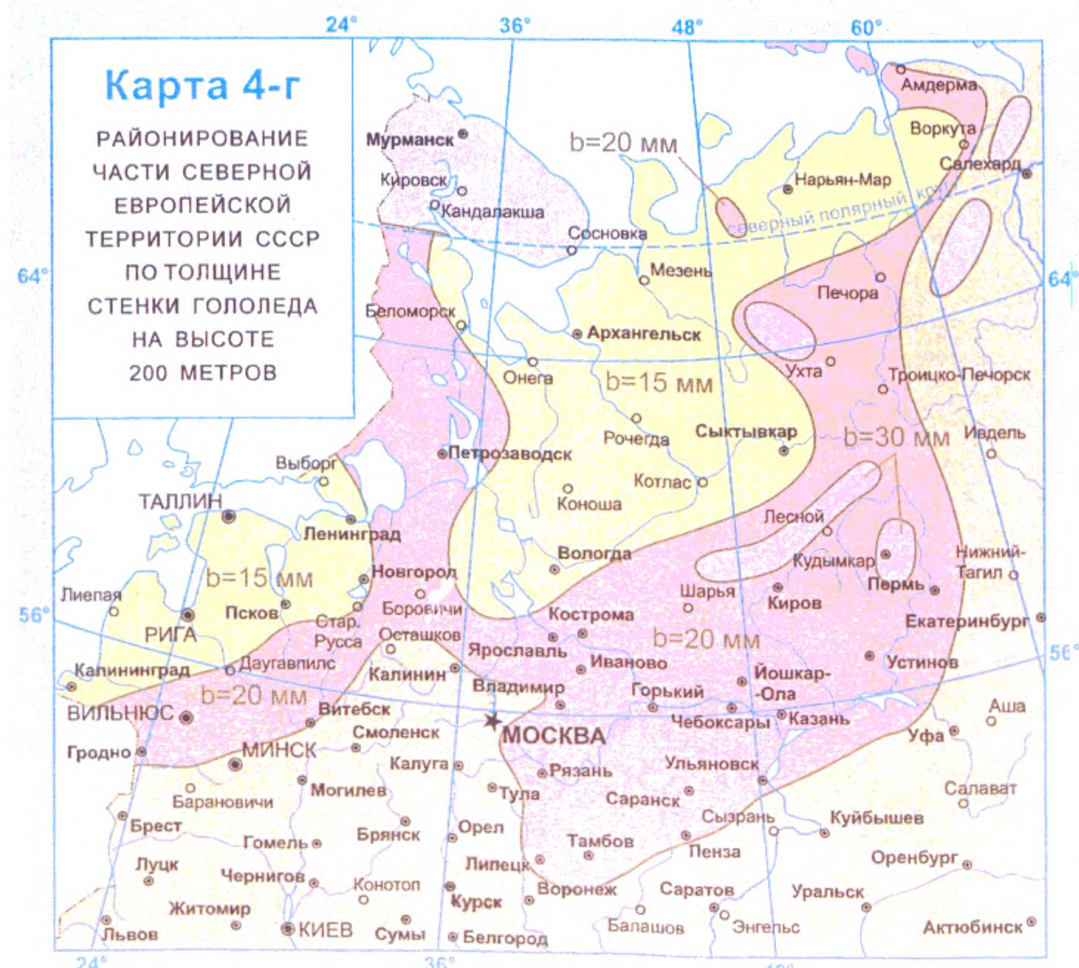 24°
36°
48°
60°
Карта 4-г
РАЙОНИРОВАНИЕ
ЧАСТИ СЕВЕРНОЙ
ЕВРОПЕЙСКОЙ
ТЕРРИТОРИИ СССР
ПО ТОЛЩИНЕ
СТЕНКИ ГОЛОЛЕДА
НА ВЫСОТЕ
200 МЕТРОВ
Амдерма
Мурманск
Воркута
b=20 мм
Салехард
Кировск
Нарьян-Мар
Кандалакша
северный полярный круг
Сосновка
64°
Мезень
64°
Печора
Беломорск
Архангельск
Онега
b=15 мм
Ухта
Троицко-Печорск
Рочегда
Сыктывкар
b=30 мм
Ивдель
Петрозаводск
Выборг
Котлас
ТАЛЛИН
Коноша
Лесной
Ленинград
Вологда
Кудымкар
Нижний-
Тагил
b=15 мм
Новгород
Пермь
Лиепая
Псков
Боровичи
Шарья
Киров
56°
РИГА
Стар.
Русса
Кострома
Екатеринбург
Осташков
Ярославль
b=20 мм
56°
Калининград
Даугавпилс
Калинин
Иваново
Устинов
b=20 мм
Владимир
Горький
Йошкар-
-Ола
ВИЛЬНЮС
Витебск
Чебоксары
Казань
Аша
МОСКВА
Уфа
Гродно
МИНСК
Смоленск
Калуга
Рязань
Ульяновск
Барановичи
Могилев
Тула
Саранск
Салават
Брест
Брянск
Орел
Сызрань
Куйбышев
Гомель
Тамбов
Пенза
Луцк
Липецк
Оренбург
Чернигов
Конотоп
Воронеж
Саратов
Уральск
Житомир
Курск
Львов
КИЕВ
Сумы
Белгород
Балашов
Энгельс
Актюбинск
24°
36°